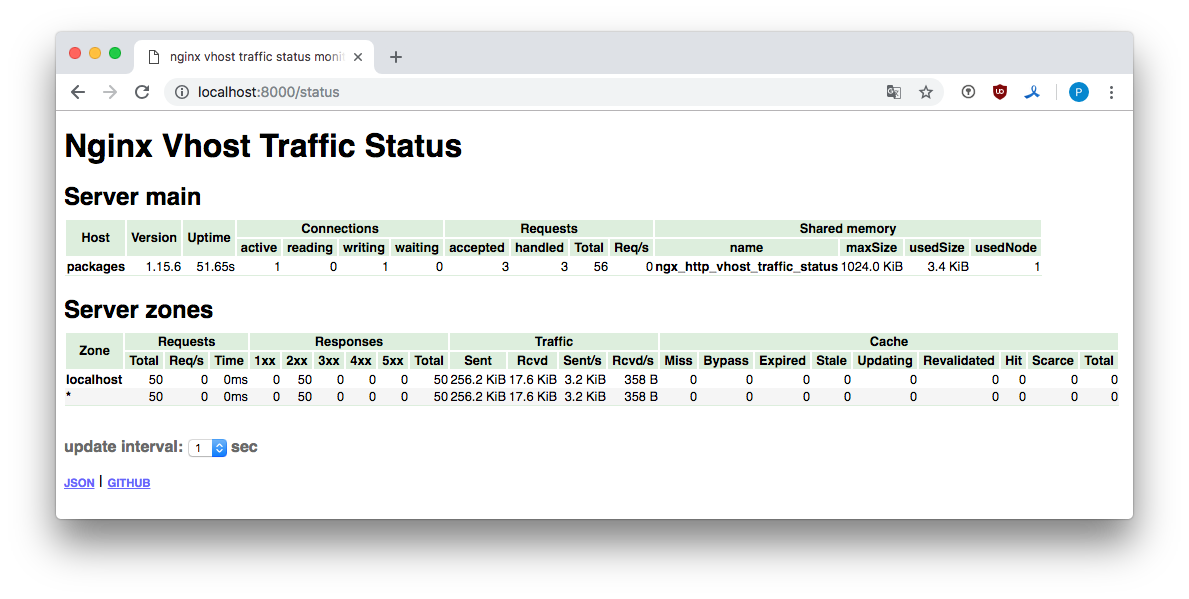 nginx vhost traffic status moni
localhost:8000/status
P
Nginx Vhost Traffic Status
Server main
Host Version Uptime Connections Requests Shared memory
active reading writing waiting accepted handled Total Req/s name maxSize usedSize usedNode
packages 1.15.6 51.65s 1 0 1 0 3 3 56 0 ngx_http_vhost_traffic_status 1024.0 KiB 3.4 KiB 1
Server zones
Zone Requests Responses Traffic Cache
Total Req/s Time 1xx 2xx 3xx 4xx 5xx Total Sent Rcvd Sent/s Rcvd/s Miss Bypass Expired Stale Updating Revalidated Hit Scarce Total
localhost 50 0 0ms 0 50 0 0 0 50 256.2 KiB 17.6 KiB 3.2 KiB 358 B 0 0 0 0 0 0 0 0 0
* 50 0 0ms 0 50 0 0 0 50 256.2 KiB 17.6 KiB 3.2 KiB 358 B 0 0 0 0 0 0 0 0 0
update interval: 1 sec
JSON | GITHUB